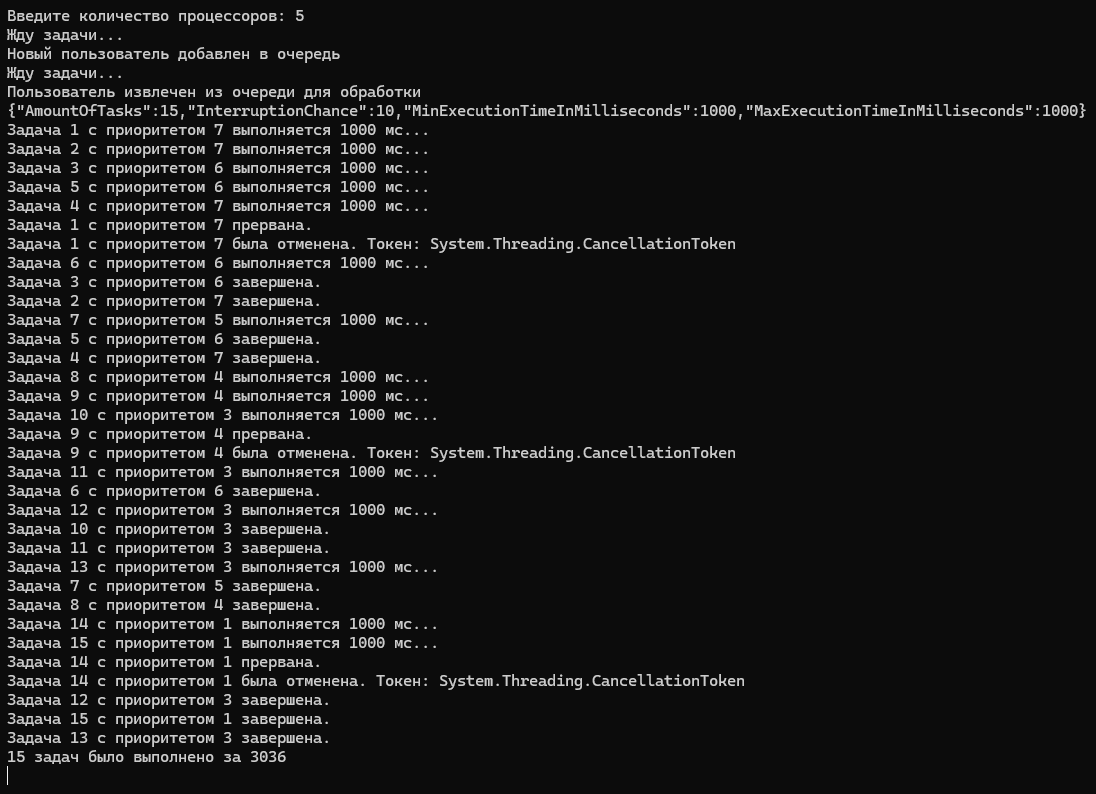 Введите количество процессоров: 5
Жду задачи...
Новый пользователь добавлен в очередь
Жду задачи...
Пользователь извлечен из очереди для обработки
{"AmountOfTasks":15,"InterruptionChance":10,"MinExecutionTimeInMilliseconds":1000,"MaxExecutionTimeInMilliseconds":1000}
Задача 1 с приоритетом 7 выполняется 1000 мс...
Задача 2 с приоритетом 7 выполняется 1000 мс...
Задача 3 с приоритетом 6 выполняется 1000 мс...
Задача 5 с приоритетом 6 выполняется 1000 мс...
Задача 4 с приоритетом 7 выполняется 1000 мс...
Задача 1 с приоритетом 7 прервана.
Задача 1 с приоритетом 7 была отменена. Токен: System.Threading.CancellationToken
Задача 6 с приоритетом 6 выполняется 1000 мс...
Задача 3 с приоритетом 6 завершена.
Задача 2 с приоритетом 7 завершена.
Задача 7 с приоритетом 5 выполняется 1000 мс...
Задача 5 с приоритетом 6 завершена.
Задача 4 с приоритетом 7 завершена.
Задача 8 с приоритетом 4 выполняется 1000 мс...
Задача 9 с приоритетом 4 выполняется 1000 мс...
Задача 10 с приоритетом 3 выполняется 1000 мс...
Задача 9 с приоритетом 4 прервана.
Задача 9 с приоритетом 4 была отменена. Токен: System.Threading.CancellationToken
Задача 11 с приоритетом 3 выполняется 1000 мс...
Задача 6 с приоритетом 6 завершена.
Задача 12 с приоритетом 3 выполняется 1000 мс...
Задача 10 с приоритетом 3 завершена.
Задача 11 с приоритетом 3 завершена.
Задача 13 с приоритетом 3 выполняется 1000 мс...
Задача 7 с приоритетом 5 завершена.
Задача 8 с приоритетом 4 завершена.
Задача 14 с приоритетом 1 выполняется 1000 мс...
Задача 15 с приоритетом 1 выполняется 1000 мс...
Задача 14 с приоритетом 1 прервана.
Задача 14 с приоритетом 1 была отменена. Токен: System.Threading.CancellationToken
Задача 12 с приоритетом 3 завершена.
Задача 15 с приоритетом 1 завершена.
Задача 13 с приоритетом 3 завершена.
15 задач было выполнено за 3036